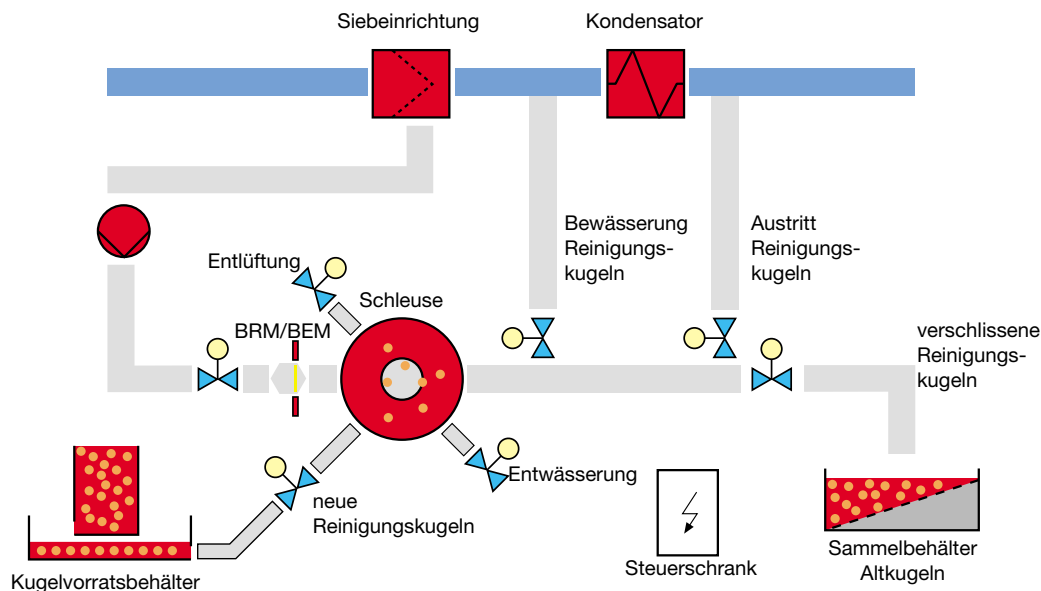 Siebeinrichtung
Kondensator
Bewässerung
Reinigungs-
kugeln
Austritt
Reinigungs-
kugeln
Entlüftung
Schleuse
BRM/BEM
verschlissene
Reinigungs-
kugeln
Entwässerung
neue
Reinigungskugeln
Kugelvorratsbehälter
Steuerschrank
Sammelbehälter
Altkugeln